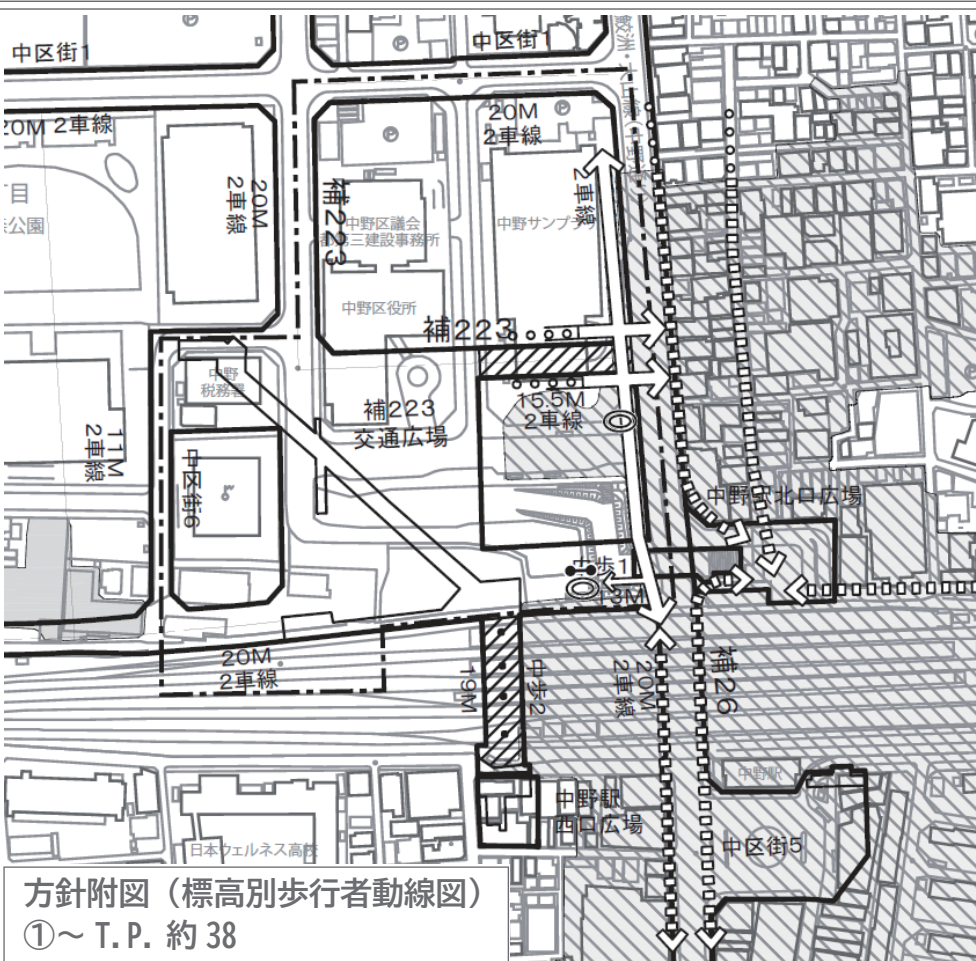 中区街1
中区街1
20M 2車線
20M
2車線
20M
2車線
2車線
補223
中野区議会
中野サンプラザ
中野区役所
補223
中野
税務署
補223
交通広場
15.5M
2車線
11M
2車線
中区街6
中野駅北口広場
中歩1
13M
20M
2車線
19M
中歩2
20M
2車線
補26
中野駅
中野駅
西口広場
中区街5
日本ウェルネス高校
方針附図（標高別歩行者動線図）
①～ T.P. 約 38